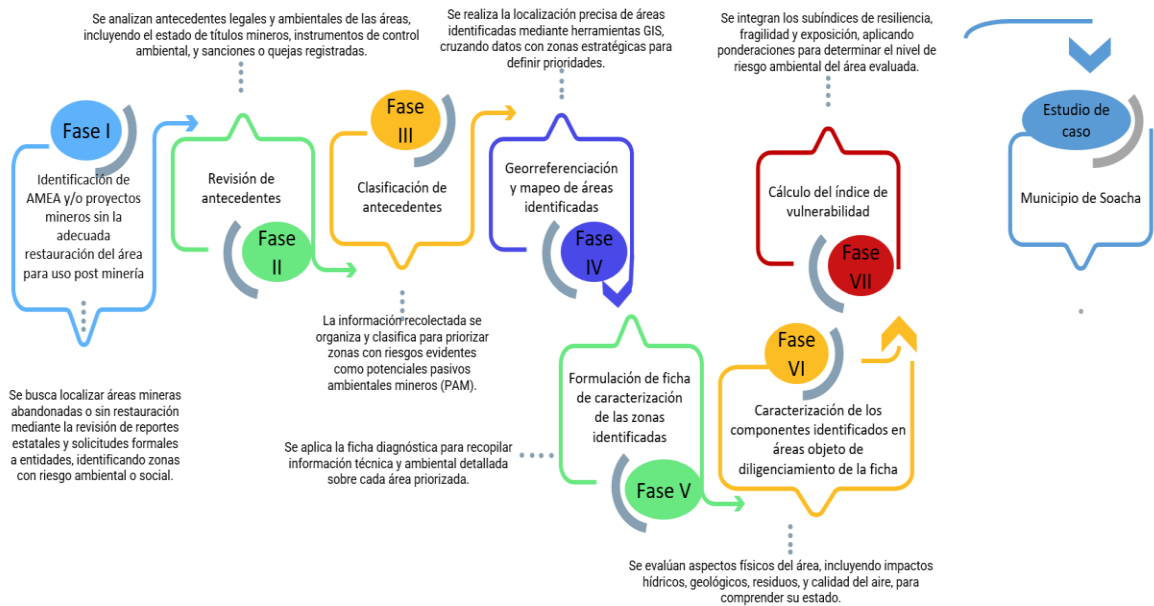 Se analizan antecedentes legales y ambientales de las áreas,
incluyendo el estado de títulos mineros, instrumentos de control
ambiental, y sanciones o quejas registradas.
Se realiza la localización precisa de áreas
identificadas mediante herramientas GIS,
cruzando datos con zonas estratégicas para
definir prioridades.
Se integran los subíndices de resiliencia,
fragilidad y exposición, aplicando
ponderaciones para determinar el nivel de
riesgo ambiental del área evaluada.
Fase I
Identificación de
AMEA y/o proyectos
mineros sin la
adecuada
restauración del área
para uso post minería
Se busca localizar áreas mineras
abandonadas o sin restauración
mediante la revisión de reportes
estatales y solicitudes formales
a entidades, identificando zonas
con riesgo ambiental o social.
Revisión de
antecedentes
Fase
II
Fase
III
Clasificación de
antecedentes
La información recolectada se
organiza y clasifica para priorizar
zonas con riesgos evidentes
como potenciales pasivos
ambientales mineros (PAM).
Georreferenciación
y mapeo de áreas
identificadas
Fase
IV
Formulación de ficha
de caracterización
de las zonas
identificadas
Fase V
Se aplica la ficha diagnóstica para recopilar
información técnica y ambiental detallada
sobre cada área priorizada.
Fase
VI
Caracterización de los
componentes identificados en
áreas objeto de
diligenciamiento de la ficha
Se evalúan aspectos físicos del área, incluyendo impactos
hídricos, geológicos, residuos, y calidad del aire, para
comprender su estado.
Cálculo del índice de
vulnerabilidad
Fase
VII
Estudio de
caso
Municipio de Soacha